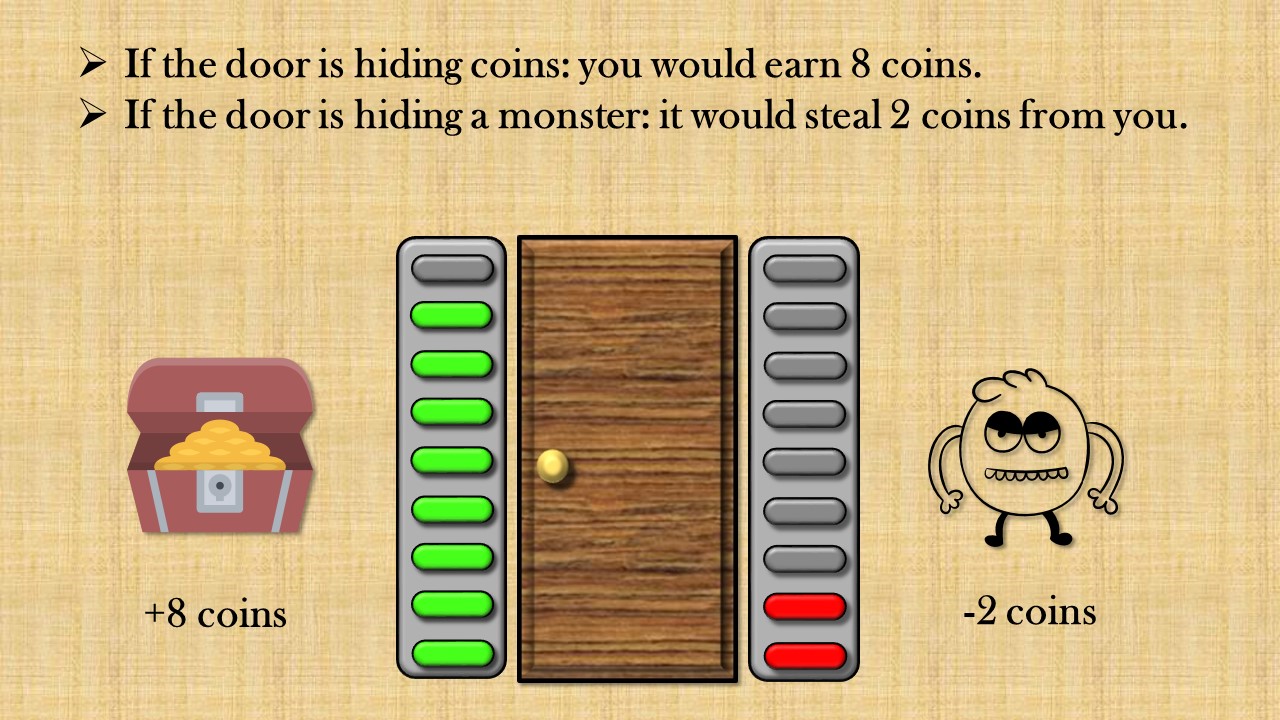 ➢ If the door is hiding coins: you would earn 8 coins.
➢ If the door is hiding a monster: it would steal 2 coins from you.
+8 coins
-2 coins